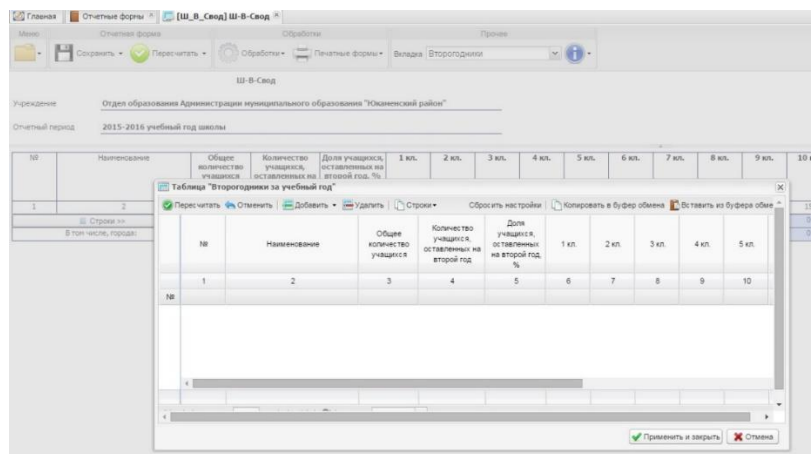 Главная
Отчетные формы
[Ш_В_Свод] Ш-В-Свод
Меню
Отчетная форма
Обработки
Прочее
Сохранить
Пересчитать
Обработки
Печатные формы
Вкладка
Второгодники
Ш-В-Свод
Учреждение
Отдел образования Администрации муниципального образования "Юкаменский район"
Отчетный период
2015-2016 учебный год школы
№ Наименование Общее количество учащихся Количество учащихся, оставленных на Доля учащихся, оставленных на второй год, % 1 кл. 2 кл. 3 кл. 4 кл. 5 кл. 6 кл. 7 кл. 8 кл. 9 кл. 10
1 2
Строки >>
В том числе, города:
Таблица "Второгодники за учебный год"
Пересчитать Отменить Добавить Удалить Строки Сбросить настройки Копировать в буфер обмена Вставить из буфера обме
№ Наименование Общее количество учащихся Количество учащихся, оставленных на второй год Доля учащихся, оставленных на второй год, % 1 кл. 2 кл. 3 кл. 4 кл. 5 кл.
1 2 3 4 5 6 7 8 9 10
№
Применить и закрыть Отмена